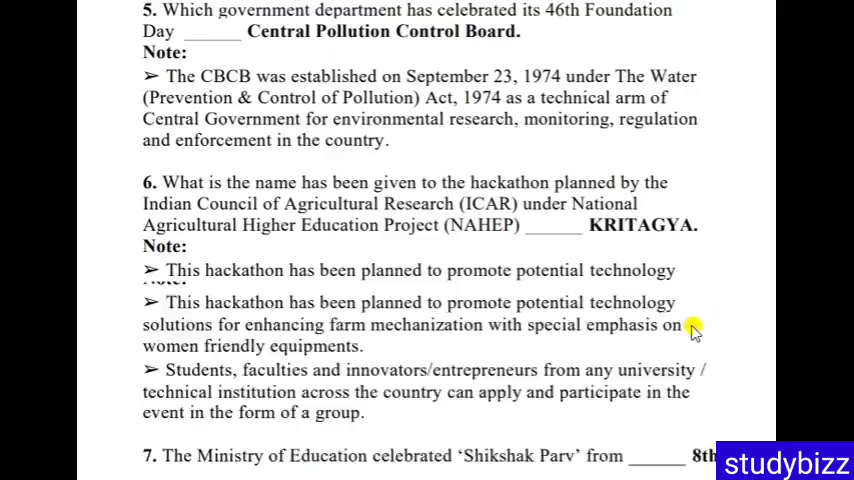 5. Which government department has celebrated its 46th Foundation
Day ______ Central Pollution Control Board.
Note:
➢ The CBCB was established on September 23, 1974 under The Water
(Prevention & Control of Pollution) Act, 1974 as a technical arm of
Central Government for environmental research, monitoring, regulation
and enforcement in the country.
6. What is the name has been given to the hackathon planned by the
Indian Council of Agricultural Research (ICAR) under National
Agricultural Higher Education Project (NAHEP) ______ KRITAGYA.
Note:
➢ This hackathon has been planned to promote potential technology
➢ This hackathon has been planned to promote potential technology
solutions for enhancing farm mechanization with special emphasis on
women friendly equipments.
➢ Students, faculties and innovators/entrepreneurs from any university /
technical institution across the country can apply and participate in the
event in the form of a group.
7. The Ministry of Education celebrated ‘Shikshak Parv’ from ______ 8th
studybizz